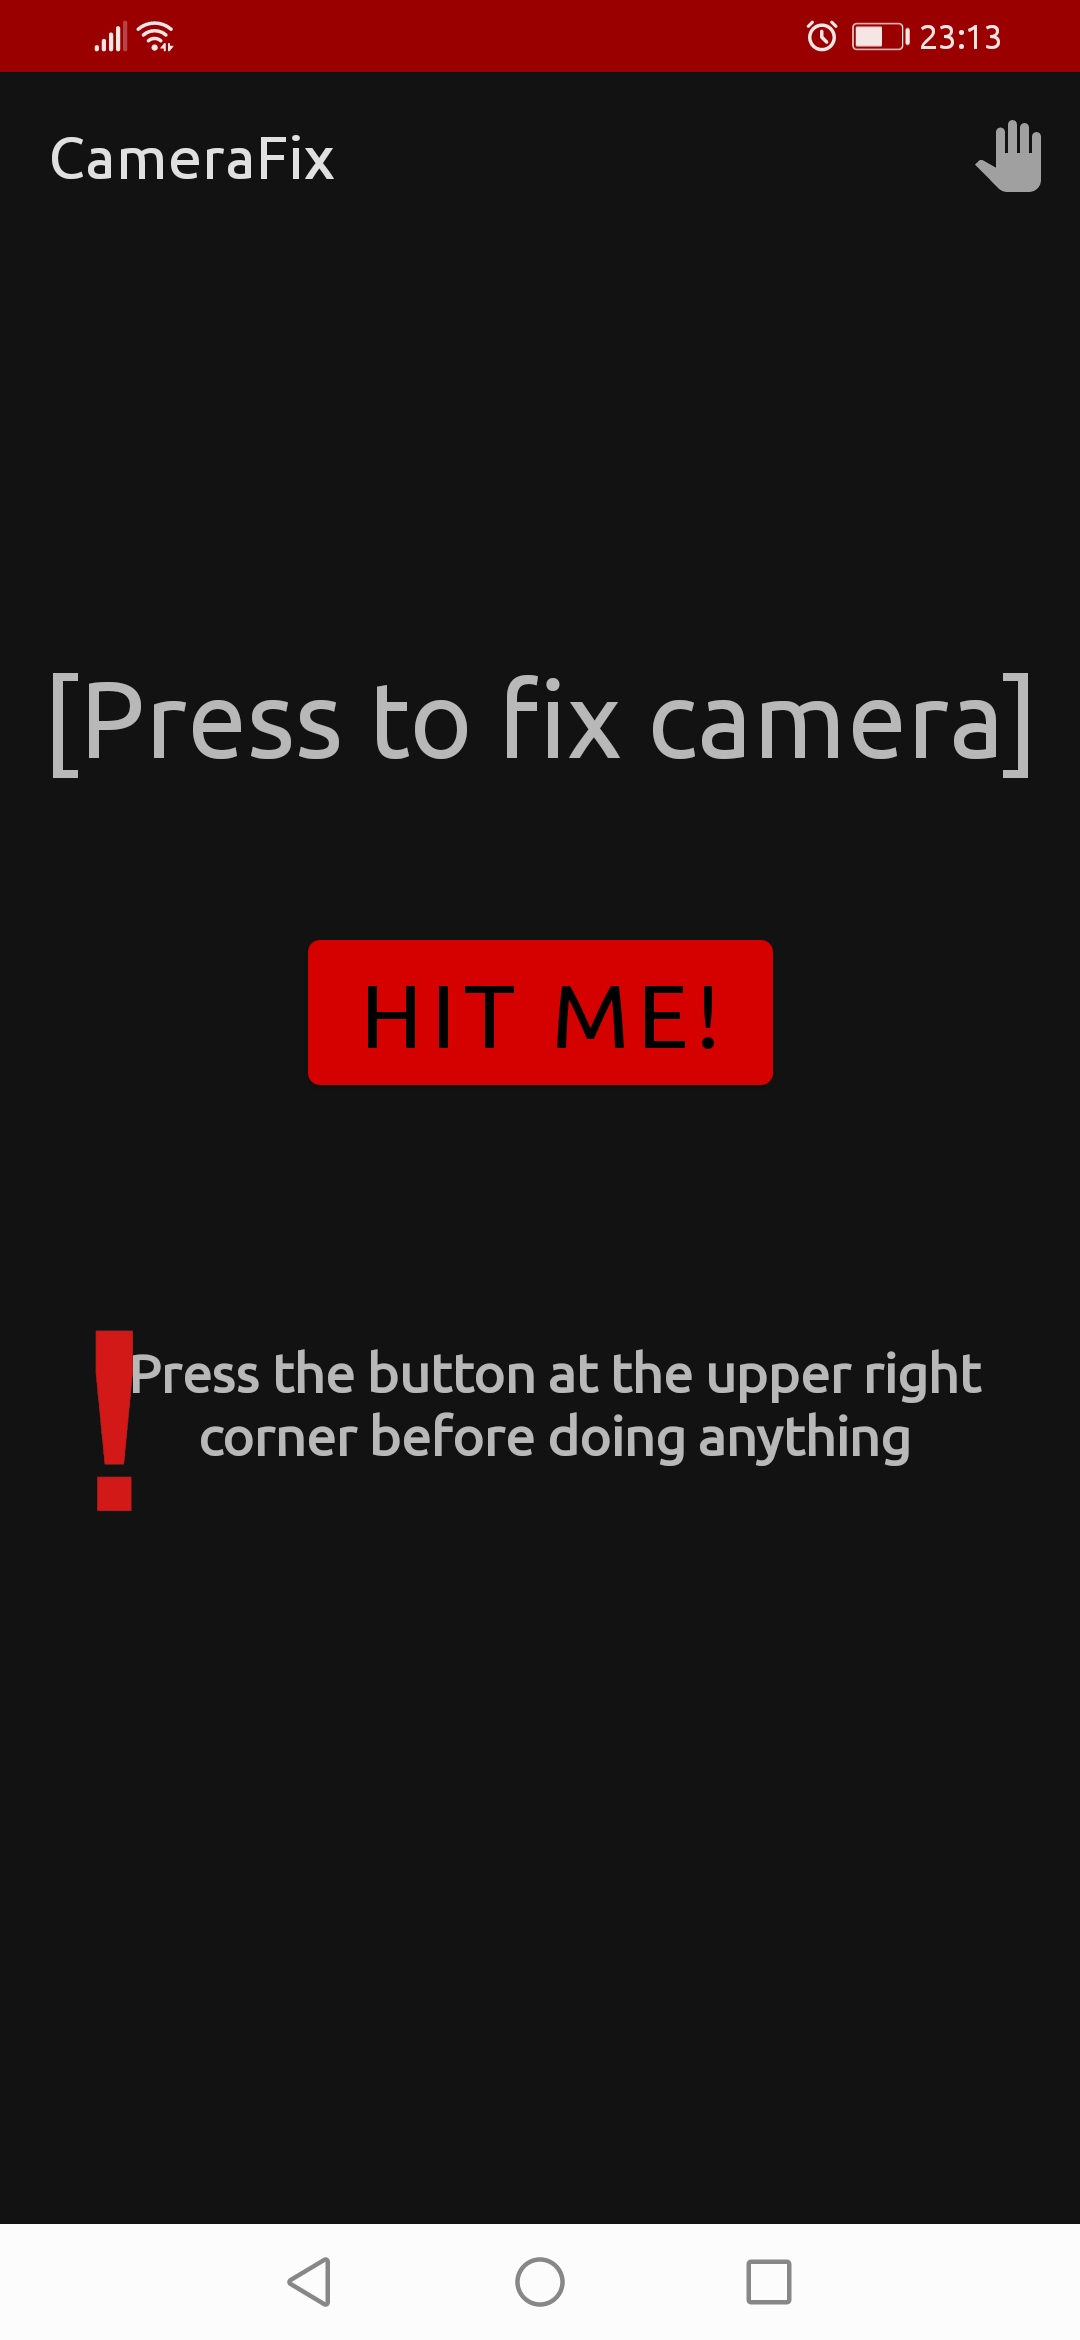 23:13
CameraFix
[Press to fix camera]
HIT ME!
!
Press the button at the upper right
corner before doing anything